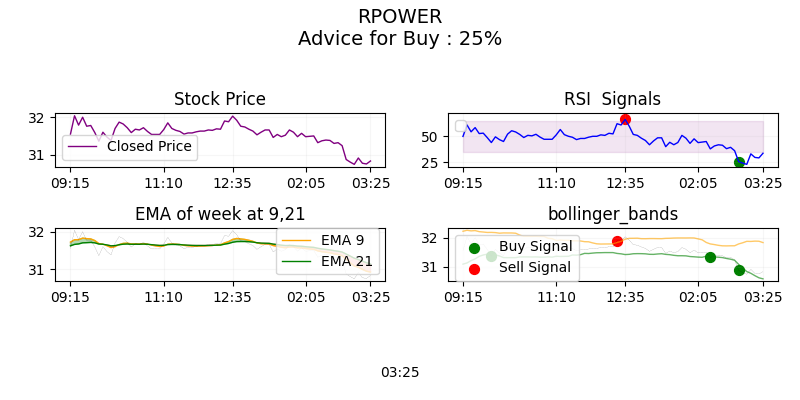 RPOWER
Advice for Buy : 25%
Stock Price
32
31
Closed Price
09:15 11:10 12:35 02:05 03:25
RSI Signals
50
25
09:15 11:10 12:35 02:05 03:25
EMA of week at 9,21
32
31
EMA 9
EMA 21
09:15 11:10 12:35 02:05 03:25
bollinger_bands
32
31
Buy Signal
Sell Signal
09:15 11:10 12:35 02:05 03:25
03:25